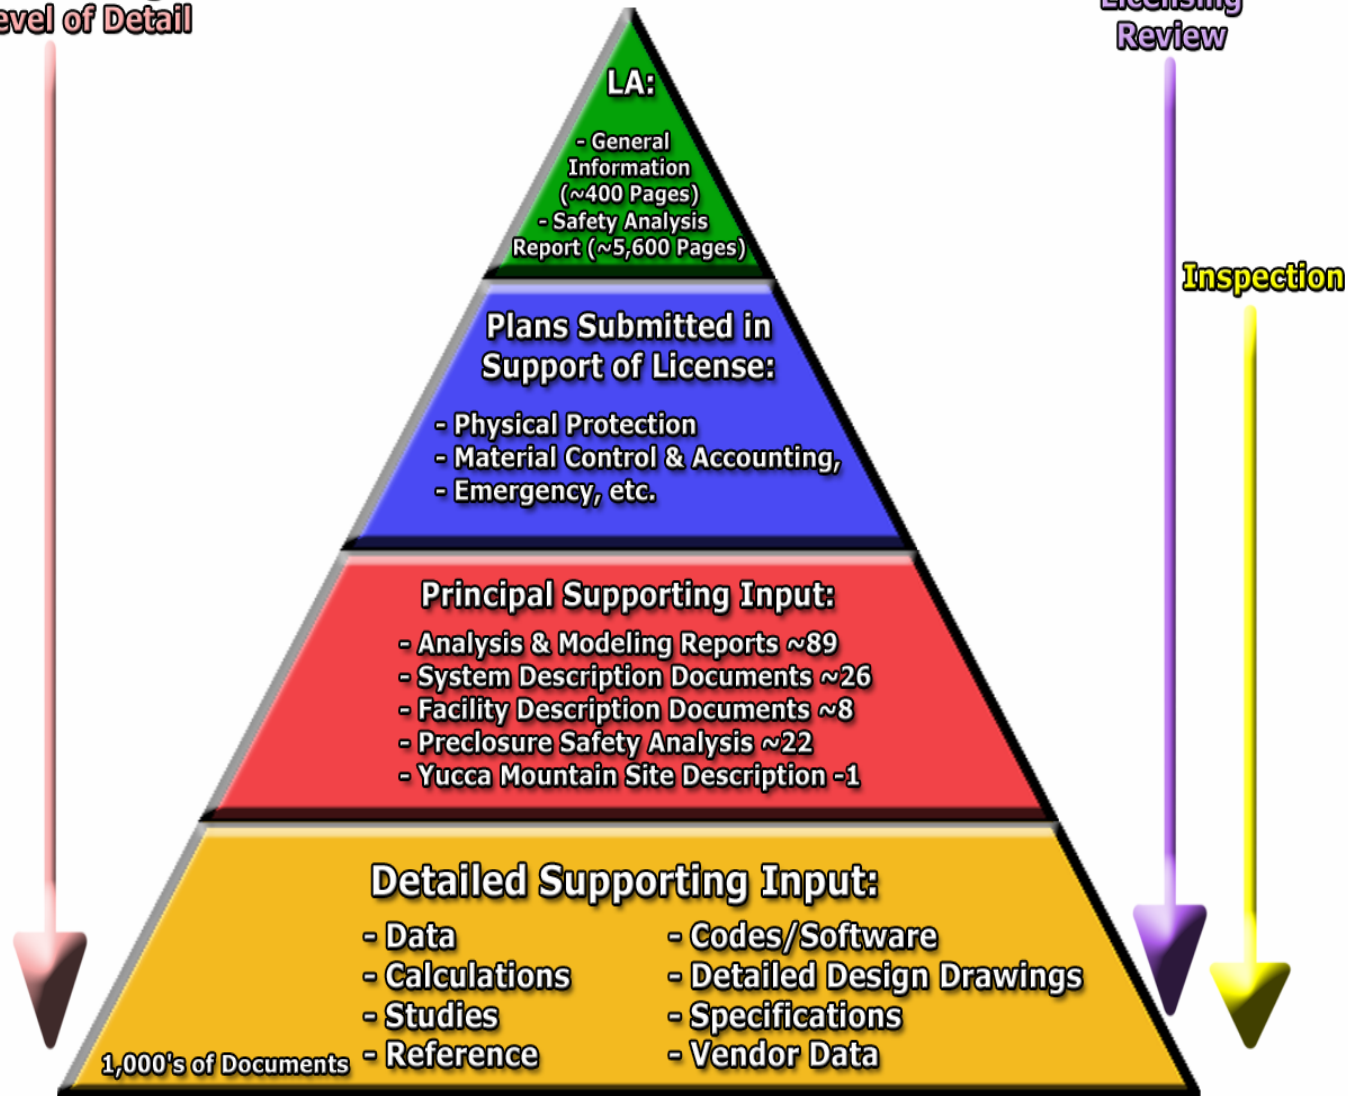 evel of Detail
Licensing
Review
LA:
- General
Information
(~400 Pages)
- Safety Analysis
Report (~5,600 Pages)
Inspection
Plans Submitted in
Support of License:
- Physical Protection
- Material Control & Accounting,
- Emergency, etc.
Principal Supporting Input:
- Analysis & Modeling Reports ~89
- System Description Documents ~26
- Facility Description Documents ~8
- Preclosure Safety Analysis ~22
- Yucca Mountain Site Description -1
Detailed Supporting Input:
- Data
- Calculations
- Studies
- Reference
- Codes/Software
- Detailed Design Drawings
- Specifications
- Vendor Data
1,000's of Documents